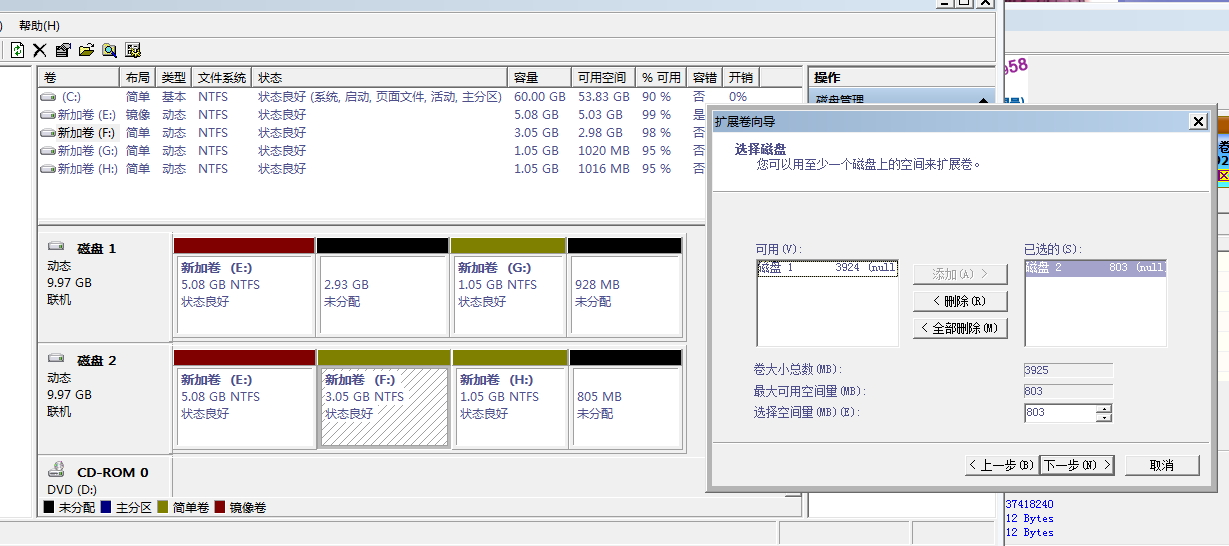 ) 帮助(H)
卷 布局 类型 文件系统 状态 容量 可用空间 % 可用 容错 开销
(C:) 简单 基本 NTFS 状态良好 (系统, 启动, 页面文件, 活动, 主分区) 60.00 GB 53.83 GB 90 % 否 0%
新加卷 (E:) 镜像 动态 NTFS 状态良好 5.08 GB 5.03 GB 99 % 是
新加卷 (F:) 简单 动态 NTFS 状态良好 3.05 GB 2.98 GB 98 % 否
新加卷 (G:) 简单 动态 NTFS 状态良好 1.05 GB 1020 MB 95 % 否
新加卷 (H:) 简单 动态 NTFS 状态良好 1.05 GB 1016 MB 95 % 否
操作
磁盘管理
958
磁盘 1
动态
9.97 GB
联机
新加卷 (E:)
5.08 GB NTFS
状态良好
2.93 GB
未分配
新加卷 (G:)
1.05 GB NTFS
状态良好
928 MB
未分配
磁盘 2
动态
9.97 GB
联机
新加卷 (E:)
5.08 GB NTFS
状态良好
新加卷 (F:)
3.05 GB NTFS
状态良好
新加卷 (H:)
1.05 GB NTFS
状态良好
805 MB
未分配
CD-ROM 0
DVD (D:)
未分配 主分区 简单卷 镜像卷
扩展卷向导
选择磁盘
您可以用至少一个磁盘上的空间来扩展卷。
可用(V): 已选的(S):
磁盘 1 3924 (null 磁盘 2 803 (null)
添加(A) >
< 删除(R)
< 全部删除(M)
卷大小总数(MB): 3925
最大可用空间量(MB): 803
选择空间量(MB)(E): 803
< 上一步(B) 下一步(N) > 取消
37418240
12 Bytes
12 Bytes